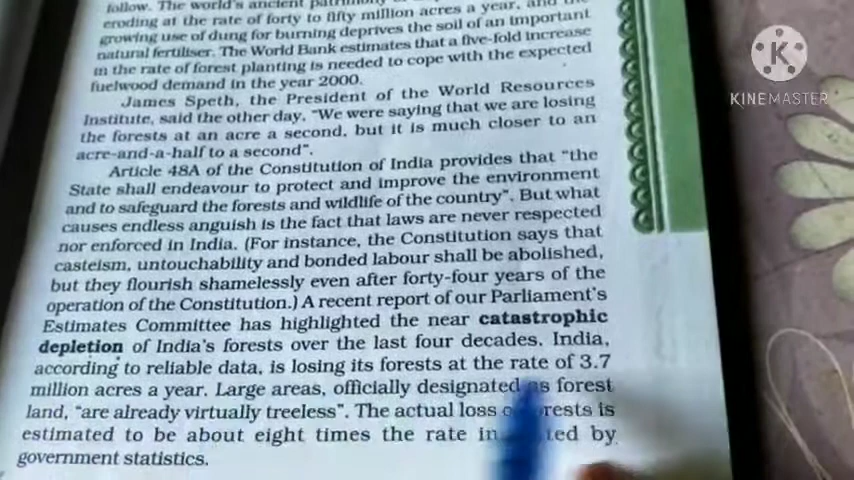 follow. The world's ancient patrimony
eroding at the rate of forty to fifty million acres a year, and the
growing use of dung for burning deprives the soil of an important
natural fertiliser. The World Bank estimates that a five-fold increase
in the rate of forest planting is needed to cope with the expected
fuelwood demand in the year 2000.
James Speth, the President of the World Resources
Institute, said the other day, "We were saying that we are losing
the forests at an acre a second, but it is much closer to an
acre-and-a-half to a second".
Article 48A of the Constitution of India provides that "the
State shall endeavour to protect and improve the environment
and to safeguard the forests and wildlife of the country". But what
causes endless anguish is the fact that laws are never respected
nor enforced in India. (For instance, the Constitution says that
casteism, untouchability and bonded labour shall be abolished,
but they flourish shamelessly even after forty-four years of the
operation of the Constitution.) A recent report of our Parliament's
Estimates Committee has highlighted the near catastrophic
depletion of India's forests over the last four decades. India,
according to reliable data, is losing its forests at the rate of 3.7
million acres a year. Large areas, officially designated as forest
land, "are already virtually treeless". The actual loss of forests is
estimated to be about eight times the rate by
government statistics.
K
KINEMASTER